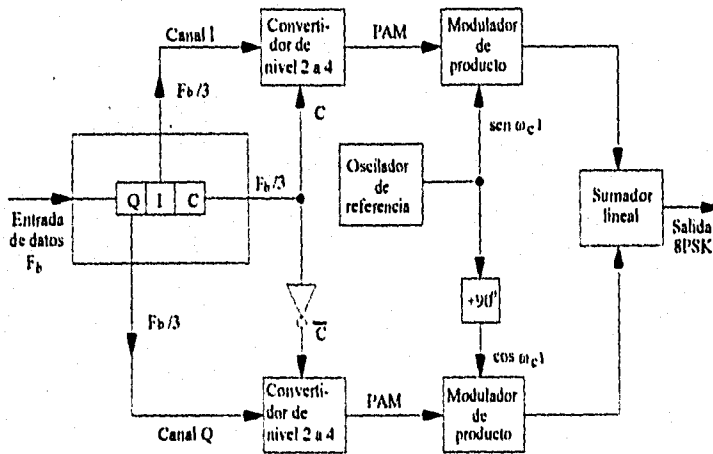 Canal I
Converti-
dor de
nivel 2 a 4
PAM
Modulador
de
producto
Fb/3
C
sen ωc t
Fb/3
Oscilador
de
referencia
Q I C
Entrada
de datos
Fb
Sumador
lineal
Salida
8PSK
Fb/3
C̅
+90°
cos ωc t
Converti-
dor de
nivel 2 a 4
PAM
Modulador
de
producto
Canal Q